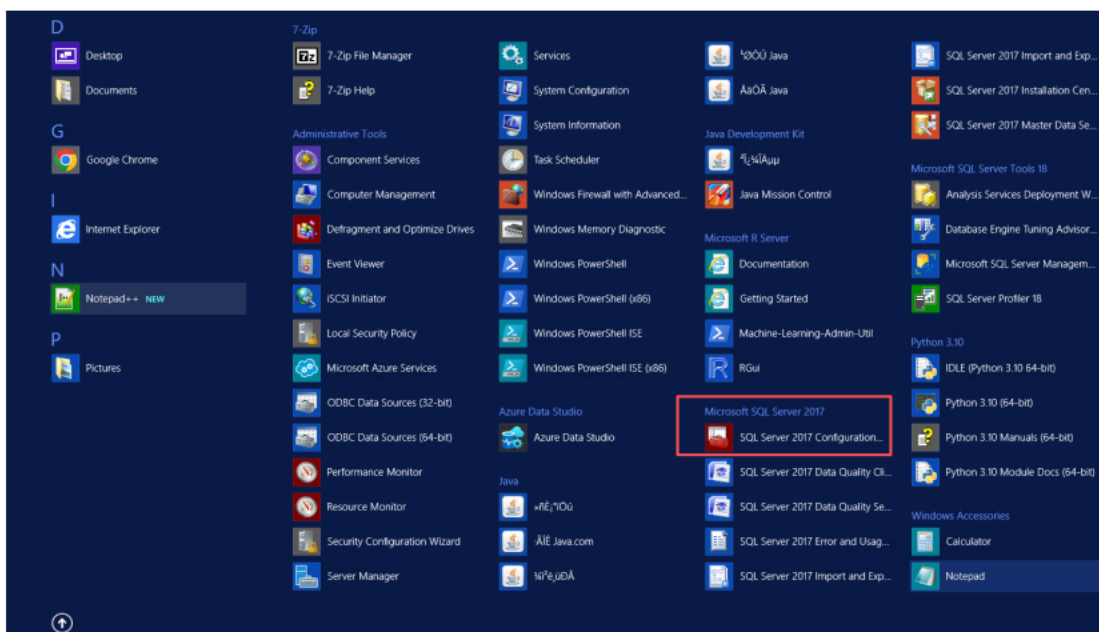 D
Desktop
Documents
G
Google Chrome
I
Internet Explorer
N
Notepad++ NEW
P
Pictures
7-Zip
7-Zip File Manager
7-Zip Help
Administrative Tools
Component Services
Computer Management
Defragment and Optimize Drives
Event Viewer
iSCSI Initiator
Local Security Policy
Microsoft Azure Services
ODBC Data Sources (32-bit)
ODBC Data Sources (64-bit)
Performance Monitor
Resource Monitor
Security Configuration Wizard
Server Manager
Services
System Configuration
System Information
Task Scheduler
Windows Firewall with Advanced...
Windows Memory Diagnostic
Windows PowerShell
Windows PowerShell (x86)
Windows PowerShell ISE
Windows PowerShell ISE (x86)
Azure Data Studio
Azure Data Studio
Java
Java.com
Java
Java
Java Development Kit
Java Mission Control
Microsoft R Server
Documentation
Getting Started
Machine-Learning-Admin-Util
RGui
Microsoft SQL Server 2017
SQL Server 2017 Configuration...
SQL Server 2017 Data Quality Cli...
SQL Server 2017 Data Quality Se...
SQL Server 2017 Error and Usag...
SQL Server 2017 Import and Exp...
SQL Server 2017 Import and Exp...
SQL Server 2017 Installation Cen...
SQL Server 2017 Master Data Se...
Microsoft SQL Server Tools 18
Analysis Services Deployment W...
Database Engine Tuning Advisor...
Microsoft SQL Server Managem...
SQL Server Profiler 18
Python 3.10
IDLE (Python 3.10 64-bit)
Python 3.10 (64-bit)
Python 3.10 Manuals (64-bit)
Python 3.10 Module Docs (64-bit)
Windows Accessories
Calculator
Notepad